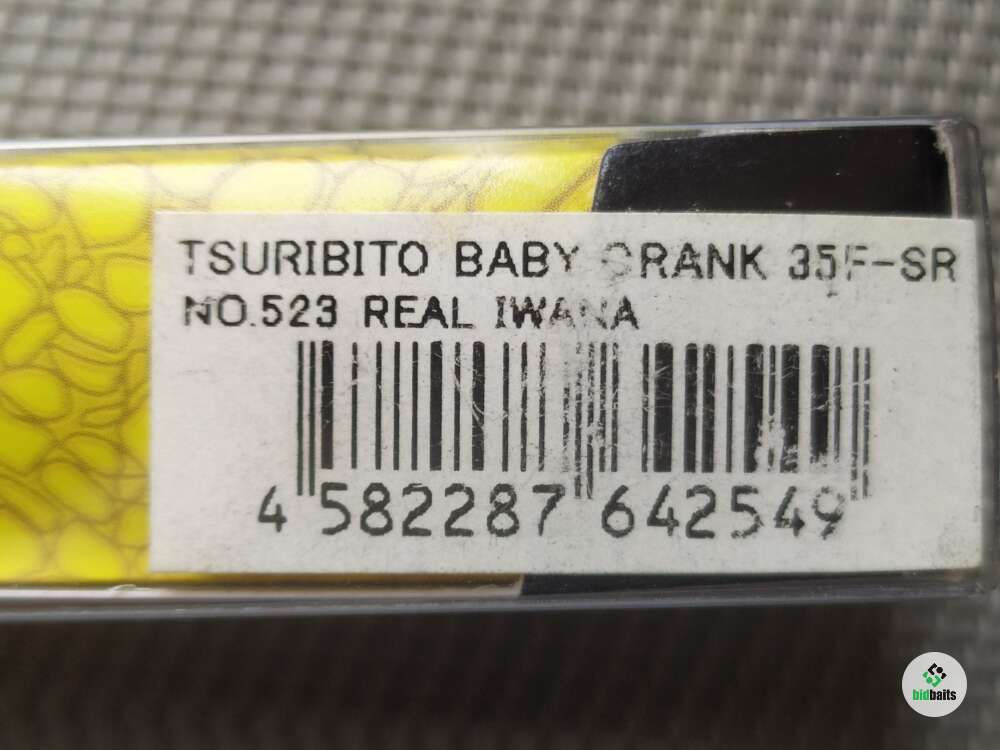 TSURIBITO BABY CRANK 35F-SR
NO.523 REAL IWANA
4 582287 642549
bidbaits